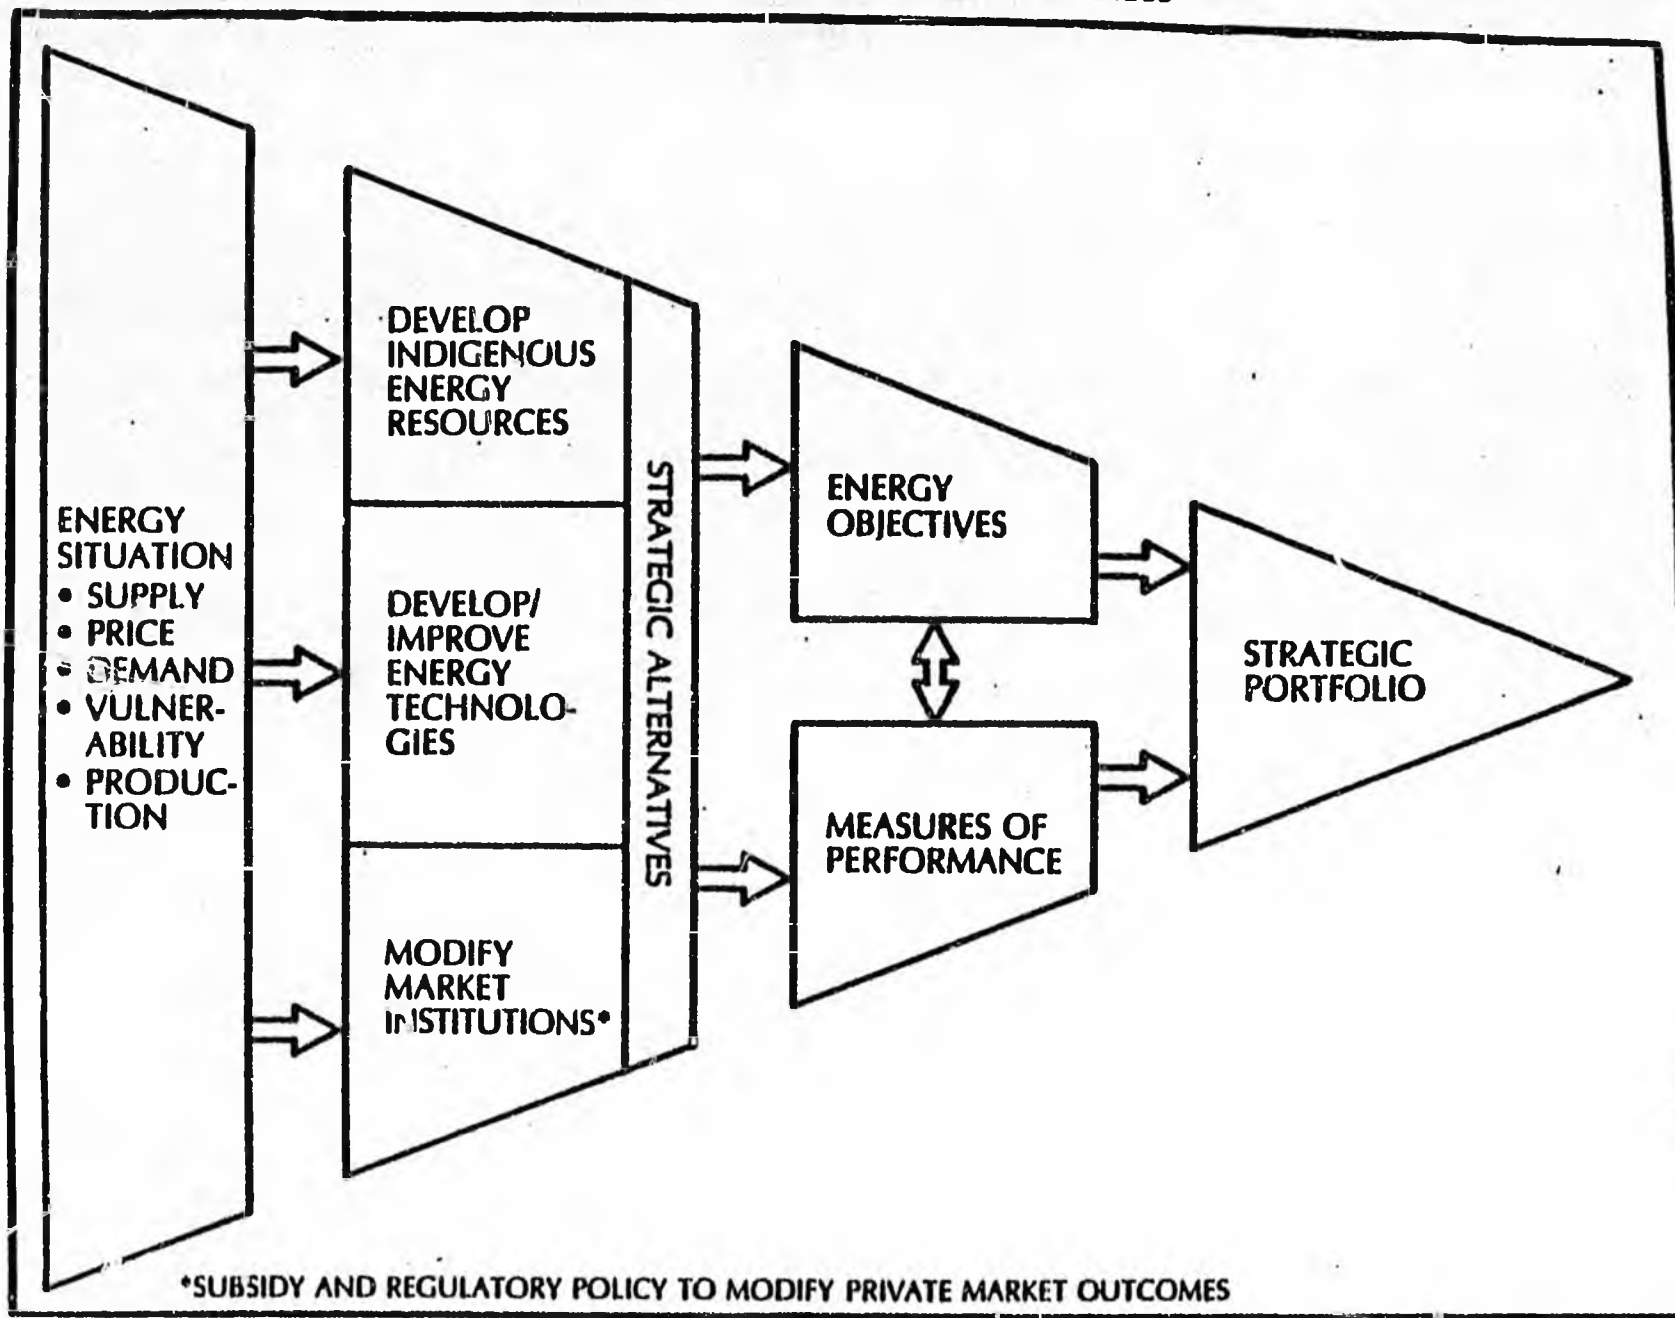 ENERGY
SITUATION
• SUPPLY
• PRICE
• DEMAND
• VULNER-
ABILITY
• PRODUC-
TION
DEVELOP
INDIGENOUS
ENERGY
RESOURCES
DEVELOP/
IMPROVE
ENERGY
TECHNOLO-
GIES
MODIFY
MARKET
INSTITUTIONS*
STRATEGIC ALTERNATIVES
ENERGY
OBJECTIVES
MEASURES OF
PERFORMANCE
STRATEGIC
PORTFOLIO
*SUBSIDY AND REGULATORY POLICY TO MODIFY PRIVATE MARKET OUTCOMES